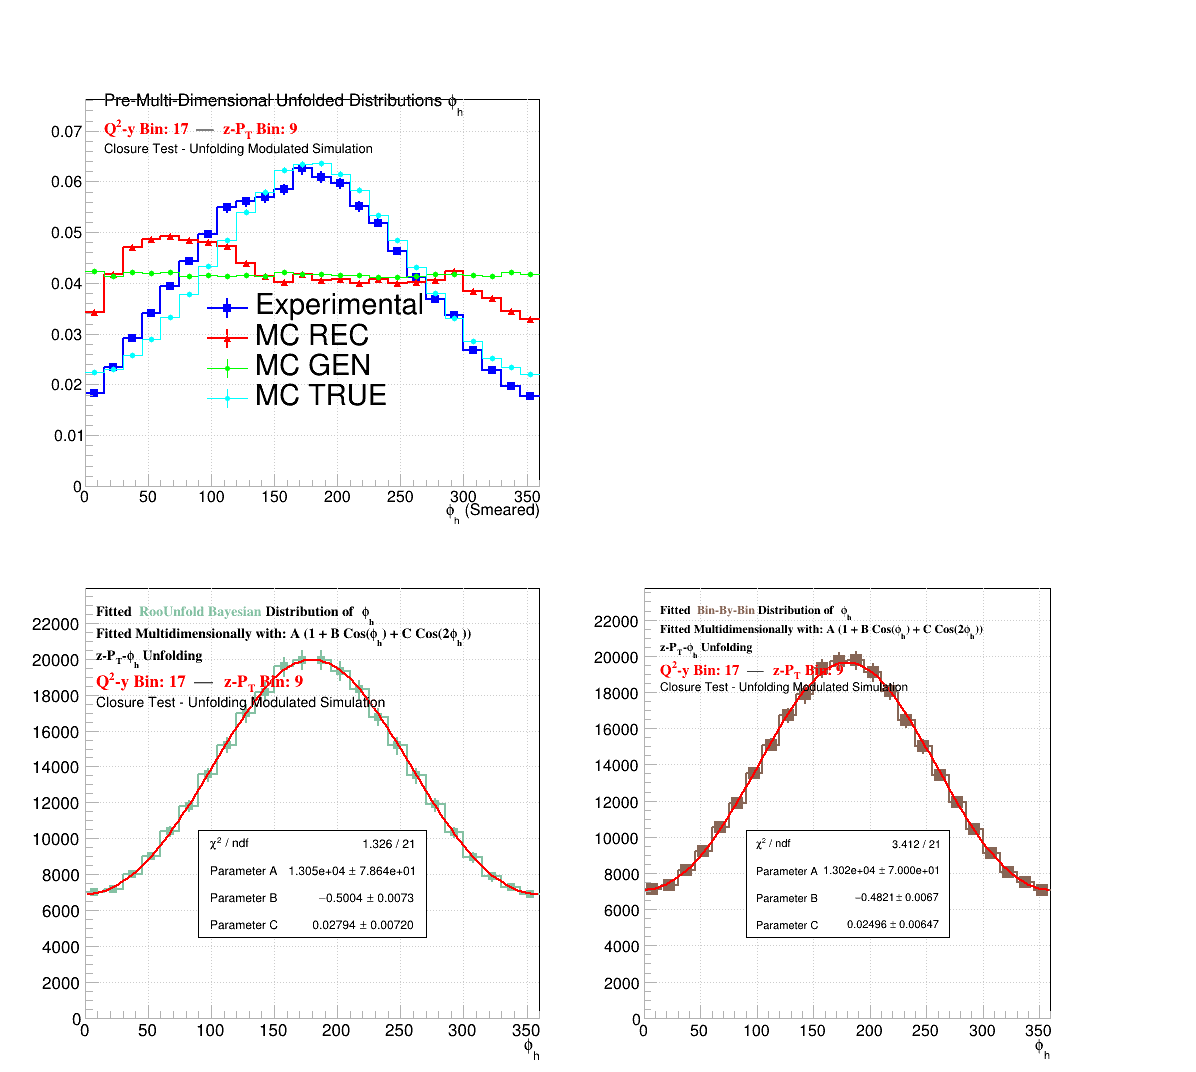 Pre-Multi-Dimensional Unfolded Distributions ϕh
Q²-y Bin: 17 — z-PT Bin: 9
Closure Test - Unfolding Modulated Simulation
0.07
0.06
0.05
0.04
0.03
0.02
0.01
0
Experimental
MC REC
MC GEN
MC TRUE
0 50 100 150 200 250 300 350
ϕh (Smeared)
Fitted RooUnfold Bayesian Distribution of ϕh
Fitted Multidimensionally with: A (1 + B Cos(ϕh) + C Cos(2ϕh))
z-PT-ϕh Unfolding
Q²-y Bin: 17 — z-PT Bin: 9
Closure Test - Unfolding Modulated Simulation
22000
20000
18000
16000
14000
12000
10000
8000
6000
4000
2000
0
χ² / ndf 1.326 / 21
Parameter A 1.305e+04 ± 7.864e+01
Parameter B −0.5004 ± 0.0073
Parameter C 0.02794 ± 0.00720
0 50 100 150 200 250 300 350
ϕh
Fitted Bin-By-Bin Distribution of ϕh
Fitted Multidimensionally with: A (1 + B Cos(ϕh) + C Cos(2ϕh))
z-PT-ϕh Unfolding
Q²-y Bin: 17 — z-PT Bin: 9
Closure Test - Unfolding Modulated Simulation
22000
20000
18000
16000
14000
12000
10000
8000
6000
4000
2000
0
χ² / ndf 3.412 / 21
Parameter A 1.302e+04 ± 7.000e+01
Parameter B −0.4821 ± 0.0067
Parameter C 0.02496 ± 0.00647
0 50 100 150 200 250 300 350
ϕh